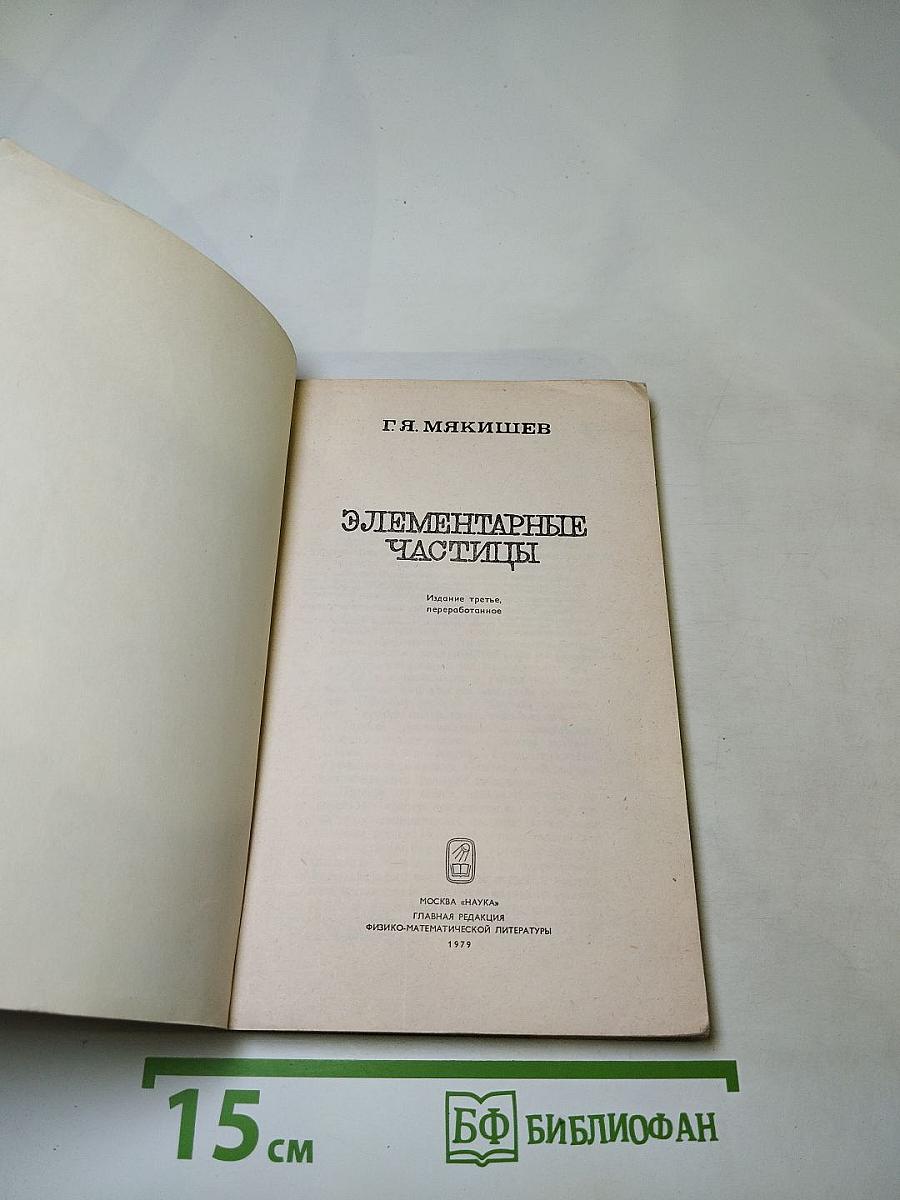 Г. Я. МЯКИШЕВ
ЭЛЕМЕНТАРНЫЕ
ЧАСТИЦЫ
Издание третье,
переработанное
МОСКВА «НАУКА»
ГЛАВНАЯ РЕДАКЦИЯ
ФИЗИКО-МАТЕМАТИЧЕСКОЙ ЛИТЕРАТУРЫ
1979
15 см
БФ БИБЛИОФАН